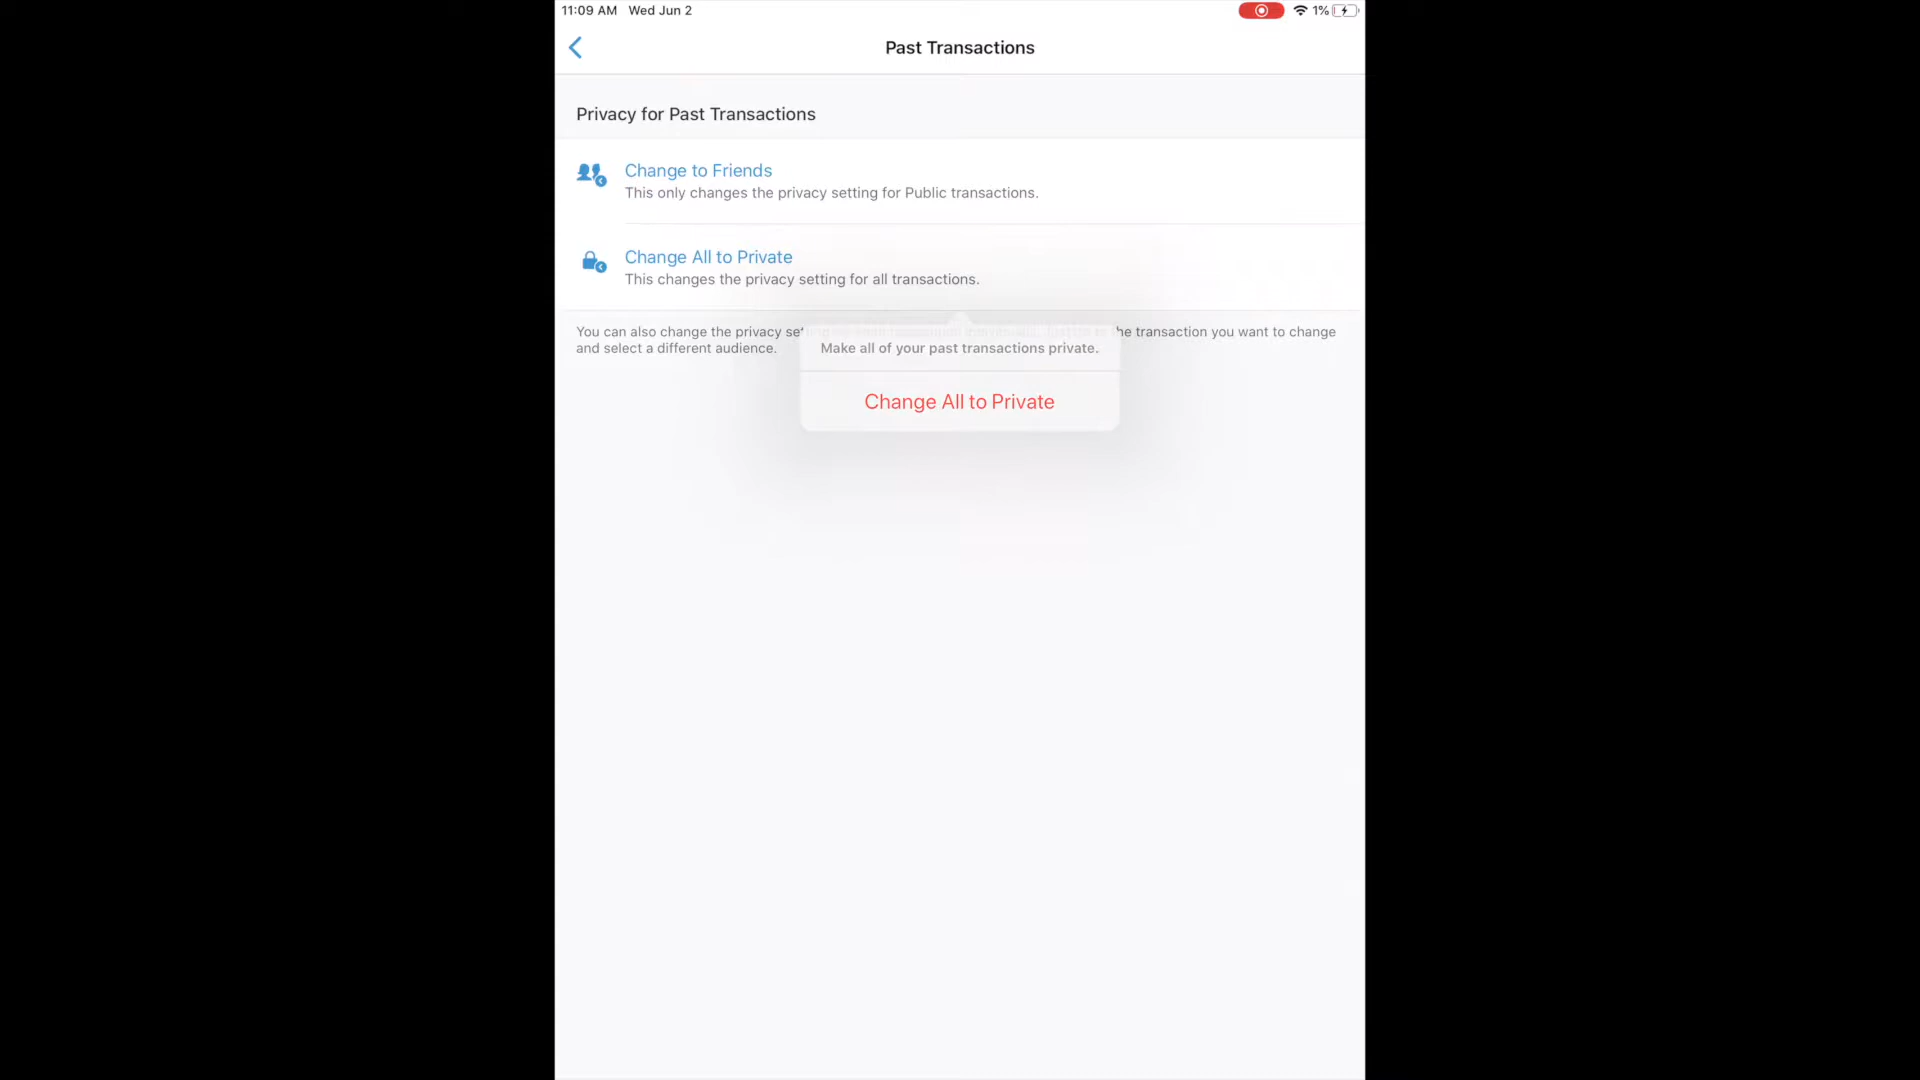 11:09 AM Wed Jun 2
1%
Past Transactions
Privacy for Past Transactions
Change to Friends
This only changes the privacy setting for Public transactions.
Change All to Private
This changes the privacy setting for all transactions.
You can also change the privacy the transaction you want to change
and select a different audience.
Make all of your past transactions private.
Change All to Private